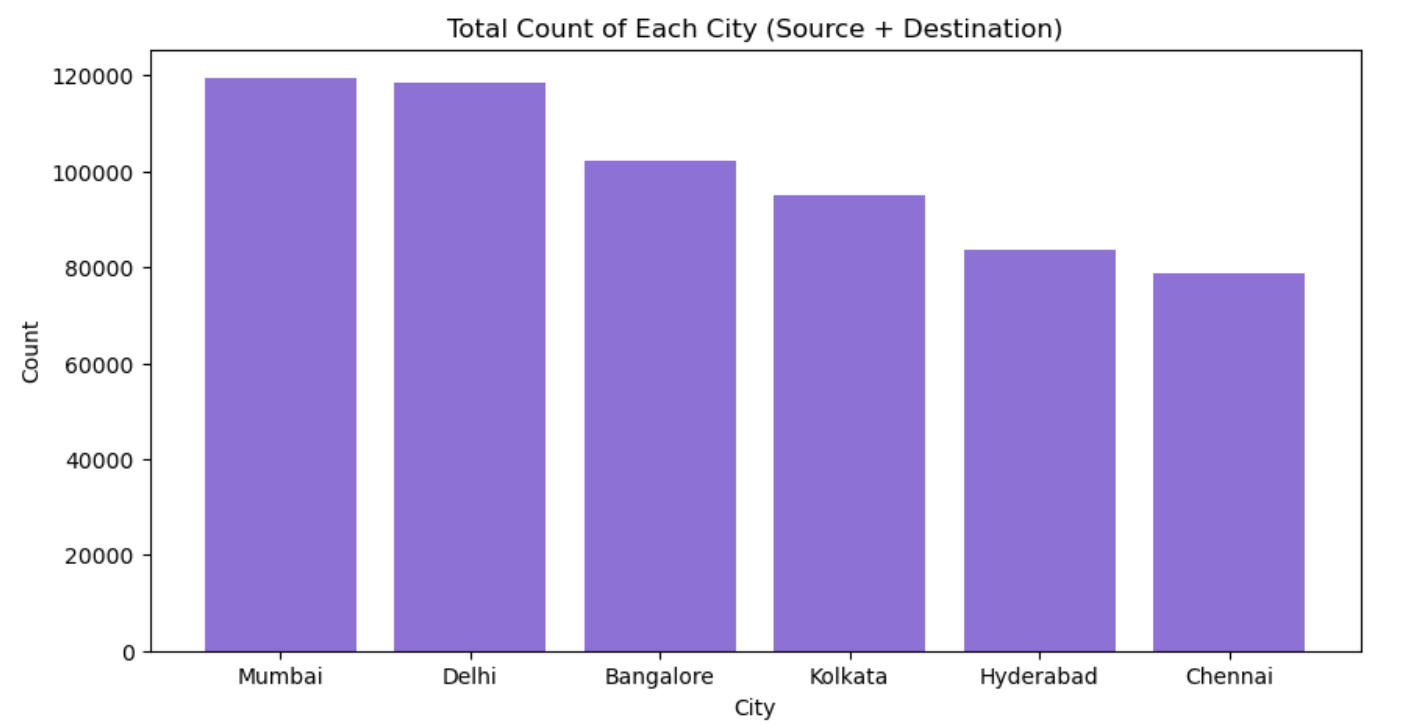 Total Count of Each City (Source + Destination)
120000
100000
80000
60000
40000
20000
0
Count
Mumbai Delhi Bangalore Kolkata Hyderabad Chennai
City